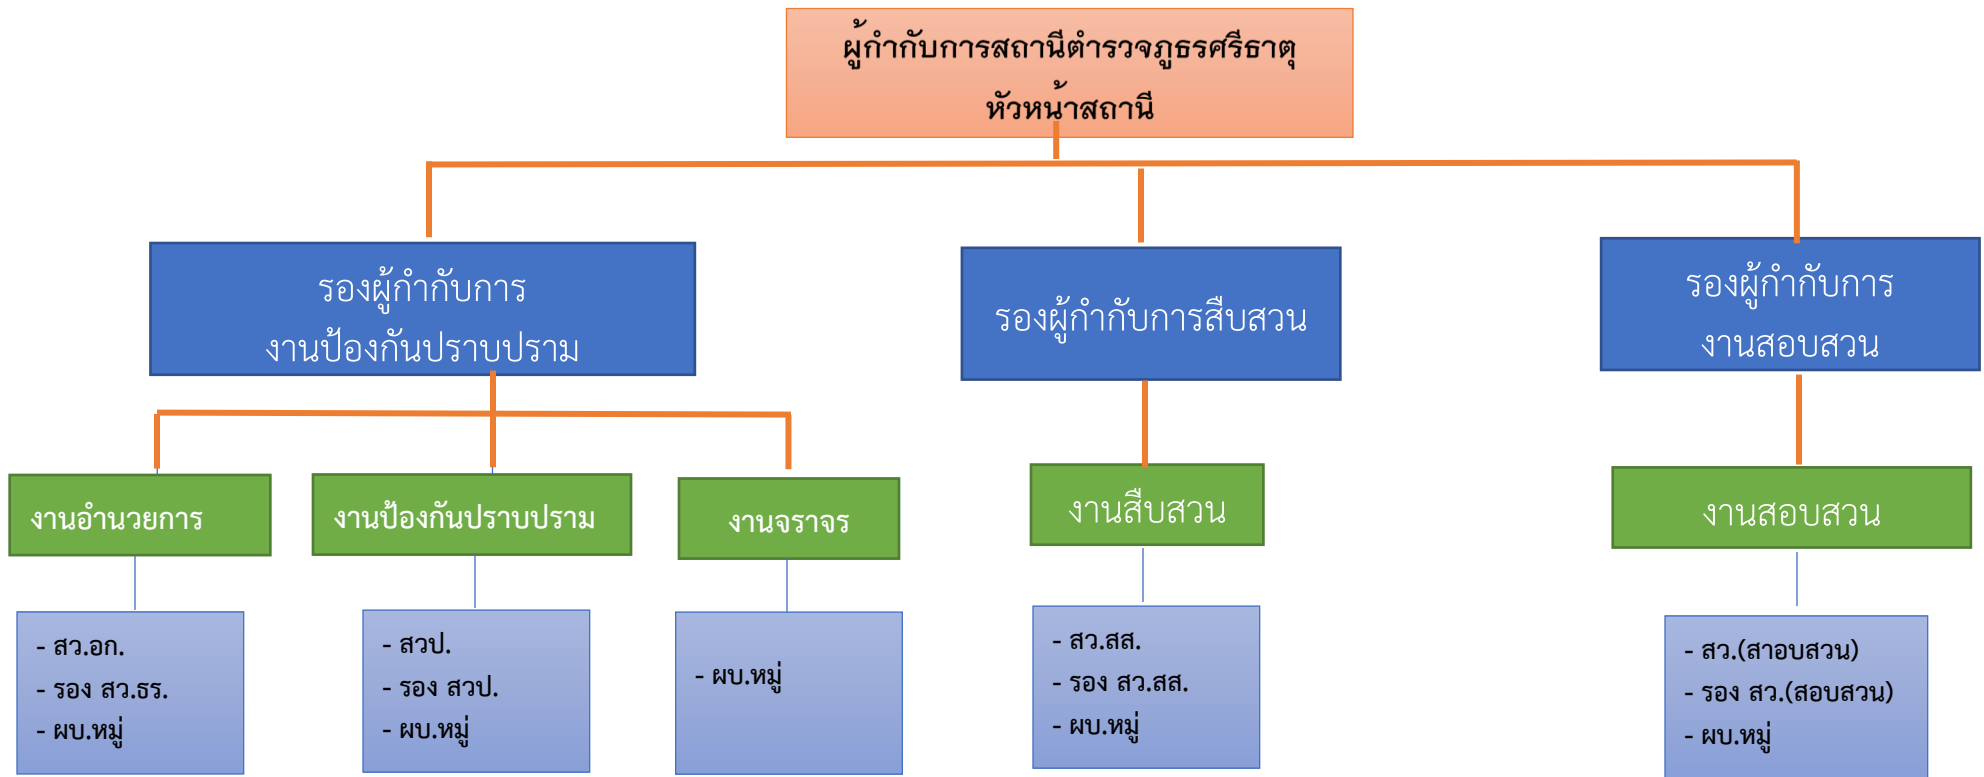 ผู้กำกับการสถานีตำรวจภูธรศรีธาตุ
หัวหน้าสถานี
รองผู้กำกับการ
งานป้องกันปราบปราม
รองผู้กำกับการสืบสวน
รองผู้กำกับการ
งานสอบสวน
งานอำนวยการ
งานป้องกันปราบปราม
งานจราจร
งานสืบสวน
งานสอบสวน
- สว.อก.
- รอง สว.ธร.
- ผบ.หมู่
- สวป.
- รอง สวป.
- ผบ.หมู่
- ผบ.หมู่
- สว.สส.
- รอง สว.สส.
- ผบ.หมู่
- สว.(สาอบสวน)
- รอง สว.(สอบสวน)
- ผบ.หมู่